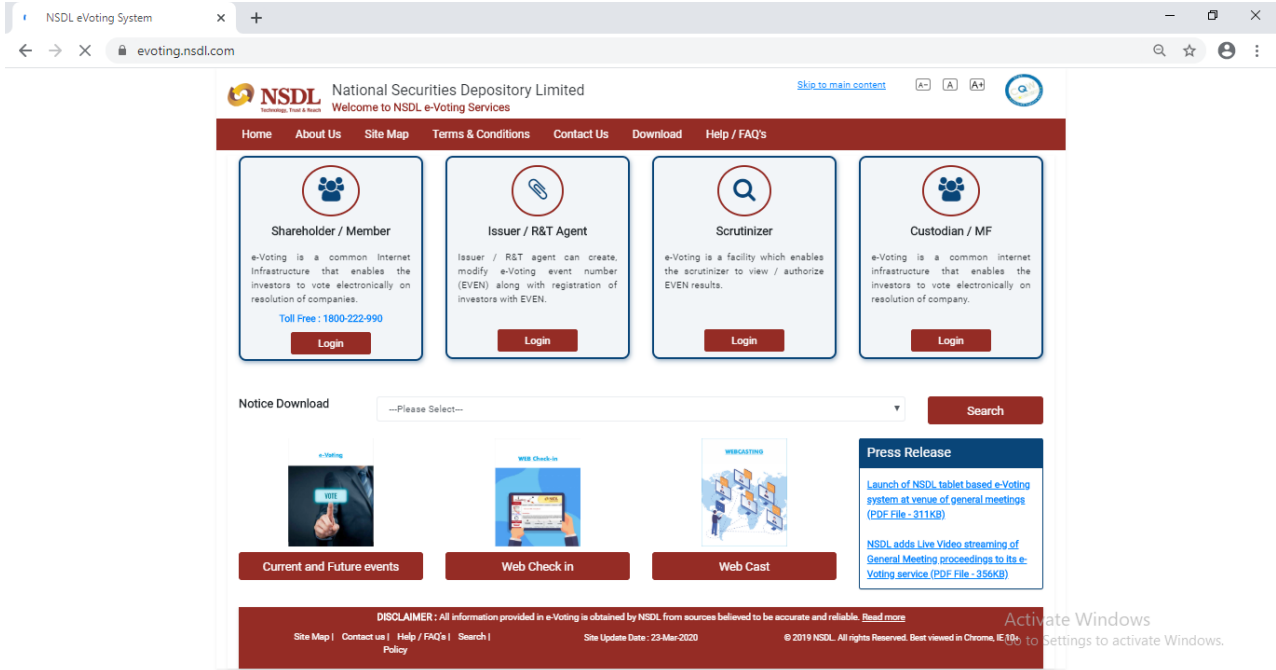 NSDL eVoting System
evoting.nsdl.com
NSDL
Technology, Trust & Reach
National Securities Depository Limited
Welcome to NSDL e-Voting Services
Skip to main content
A-
A
A+
Home
About Us
Site Map
Terms & Conditions
Contact Us
Download
Help / FAQ's
Shareholder / Member
e-Voting is a common Internet
Infrastructure that enables the
investors to vote electronically on
resolution of companies.
Toll Free : 1800-222-990
Login
Issuer / R&T Agent
Issuer / R&T agent can create,
modify e-Voting event number
(EVEN) along with registration of
investors with EVEN.
Login
Scrutinizer
e-Voting is a facility which enables
the scrutinizer to view / authorize
EVEN results.
Login
Custodian / MF
e-Voting is a common internet
infrastructure that enables the
investors to vote electronically on
resolution of company.
Login
Notice Download
---Please Select---
Search
e-Voting
VOTE
Current and Future events
WEB Check-in
Web Check in
WEBCASTING
Web Cast
Press Release
Launch of NSDL tablet based e-Voting
system at venue of general meetings
(PDF File - 311KB)
NSDL adds Live Video streaming of
General Meeting proceedings to its e-
Voting service (PDF File - 356KB)
DISCLAIMER : All information provided in e-Voting is obtained by NSDL from sources believed to be accurate and reliable. Read more
Site Map | Contact us | Help / FAQ's | Search |
Policy
Site Update Date : 23-Mar-2020
© 2019 NSDL. All rights Reserved. Best viewed in Chrome, IE 10+
Activate Windows
Go to Settings to activate Windows.